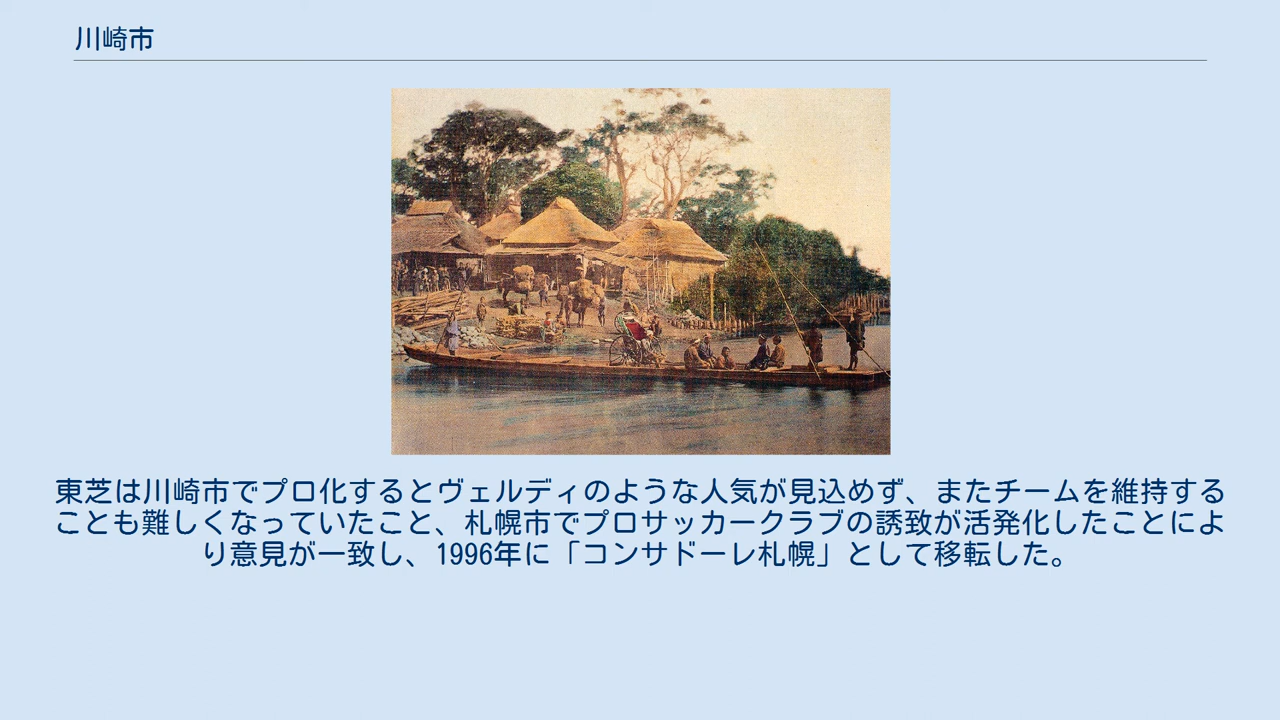 川崎市
東芝は川崎市でプロ化するとヴェルディのような人気が見込めず、またチームを維持する
ことも難しくなっていたこと、札幌市でプロサッカークラブの誘致が活発化したことによ
り意見が一致し、1996年に「コンサドーレ札幌」として移転した。